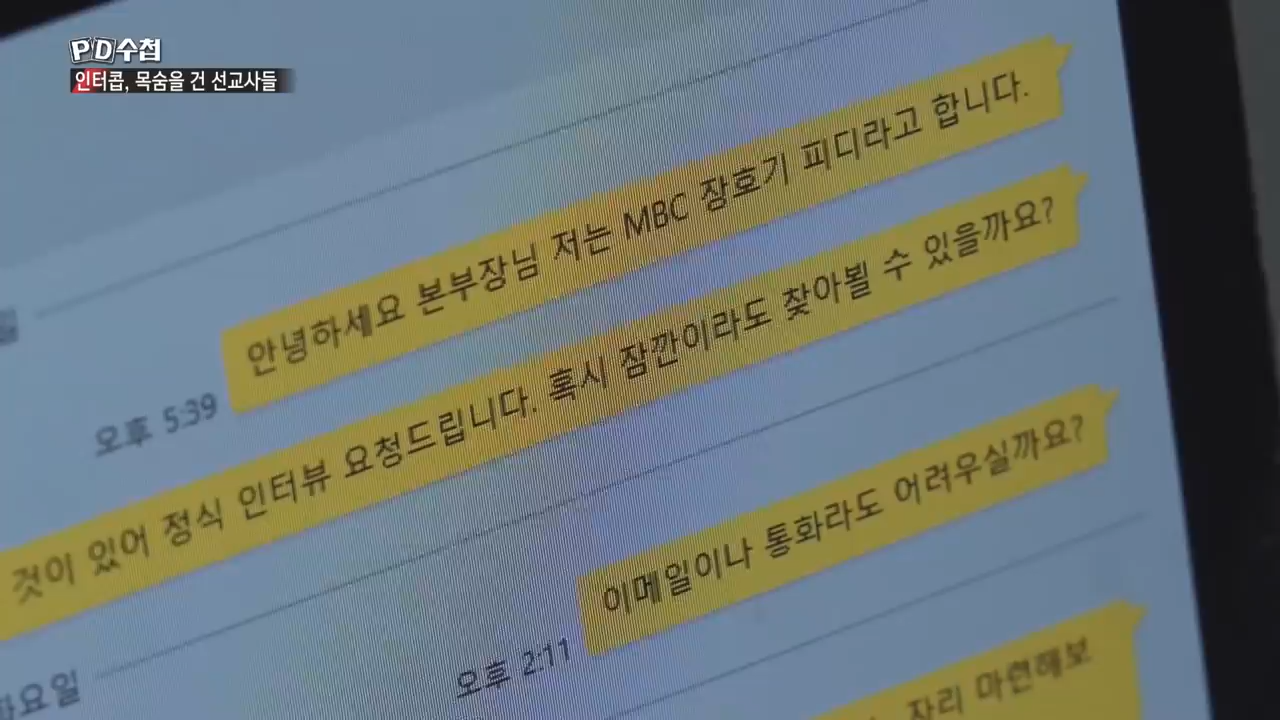 PD수첩
인터콥, 목숨을 건 선교사들
안녕하세요 본부장님 저는 MBC 장호기 피디라고 합니다.
오후 5:39
것이 있어 정식 인터뷰 요청드립니다. 혹시 잠깐이라도 찾아뵐 수 있을까요?
이메일이나 통화라도 어려우실까요?
오후 2:11
화요일
자리 마련해보